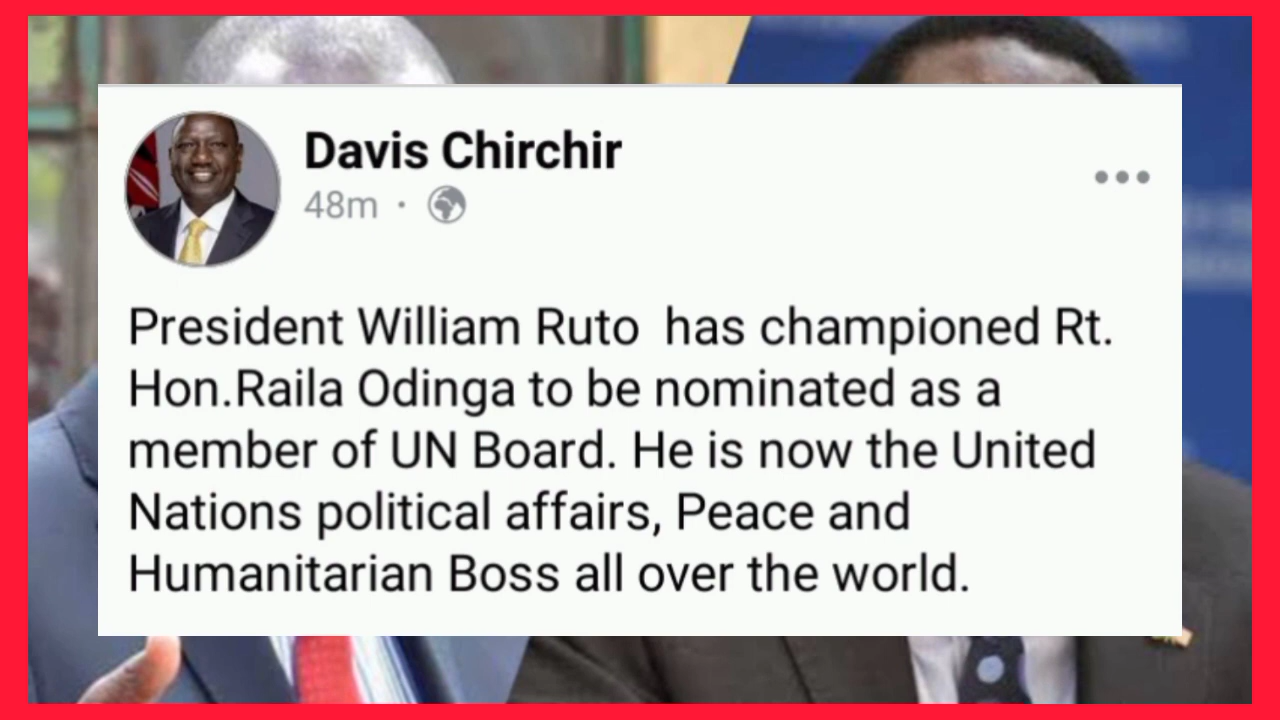 Davis Chirchir
48m ·
President William Ruto  has championed Rt.
Hon.Raila Odinga to be nominated as a
member of UN Board. He is now the United
Nations political affairs, Peace and
Humanitarian Boss all over the world.